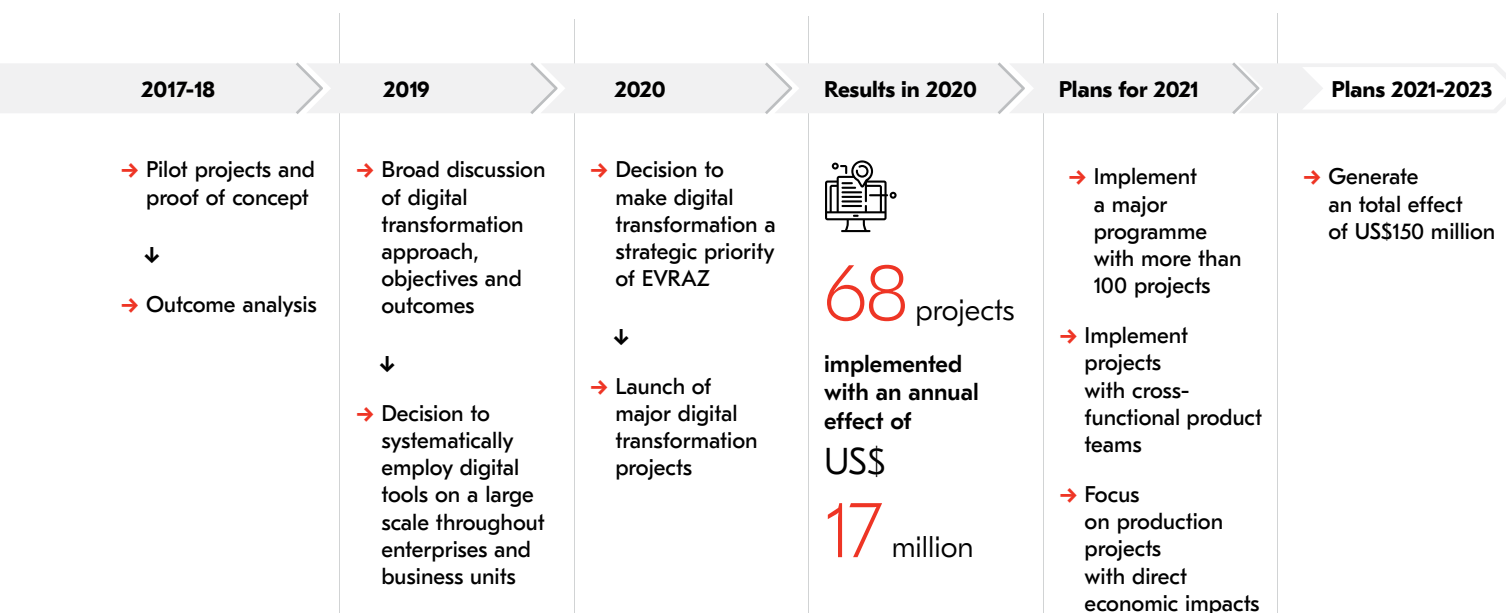 2017-18
2019
2020
Results in 2020
Plans for 2021
Plans 2021-2023
→ Pilot projects and
proof of concept
↓
→ Outcome analysis
→ Broad discussion
of digital
transformation
approach,
objectives and
outcomes
↓
→ Decision to
systematically
employ digital
tools on a large
scale throughout
enterprises and
business units
→ Decision to
make digital
transformation a
strategic priority
of EVRAZ
↓
→ Launch of
major digital
transformation
projects
68 projects
implemented
with an annual
effect of
US$
17 million
→ Implement
a major
programme
with more than
100 projects
→ Implement
projects
with cross-
functional product
teams
→ Focus
on production
projects
with direct
economic impacts
→ Generate
an total effect
of US$150 million